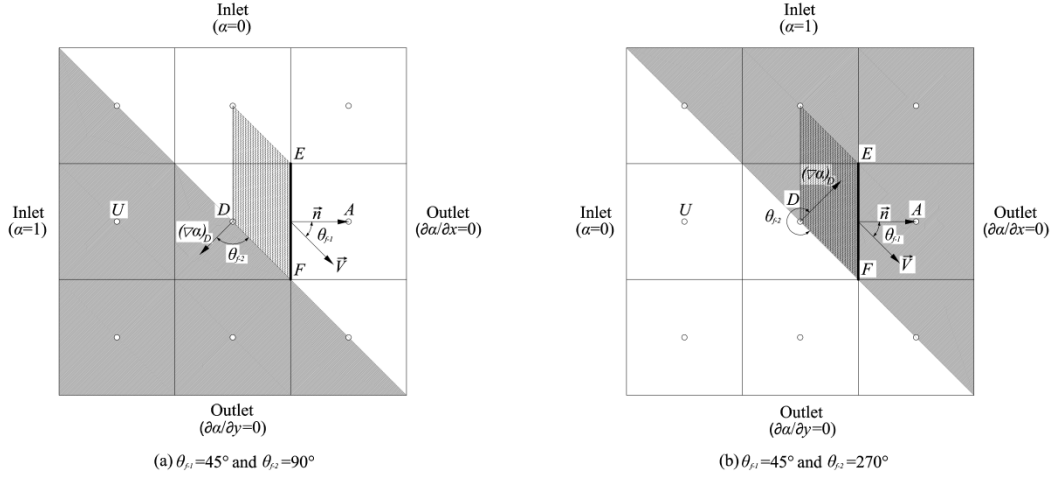 Inlet
(α=0)
E
U
D
n⃗
A
(∇α)D
θf-1
θf-2
F
V⃗
Inlet
(α=1)
Outlet
(∂α/∂x=0)
Outlet
(∂α/∂y=0)
(a) θf-1=45° and θf-2=90°
Inlet
(α=1)
E
(∇α)D
U
D
n⃗
A
θf-2
θf-1
F
V⃗
Inlet
(α=0)
Outlet
(∂α/∂x=0)
Outlet
(∂α/∂y=0)
(b) θf-1=45° and θf-2=270°